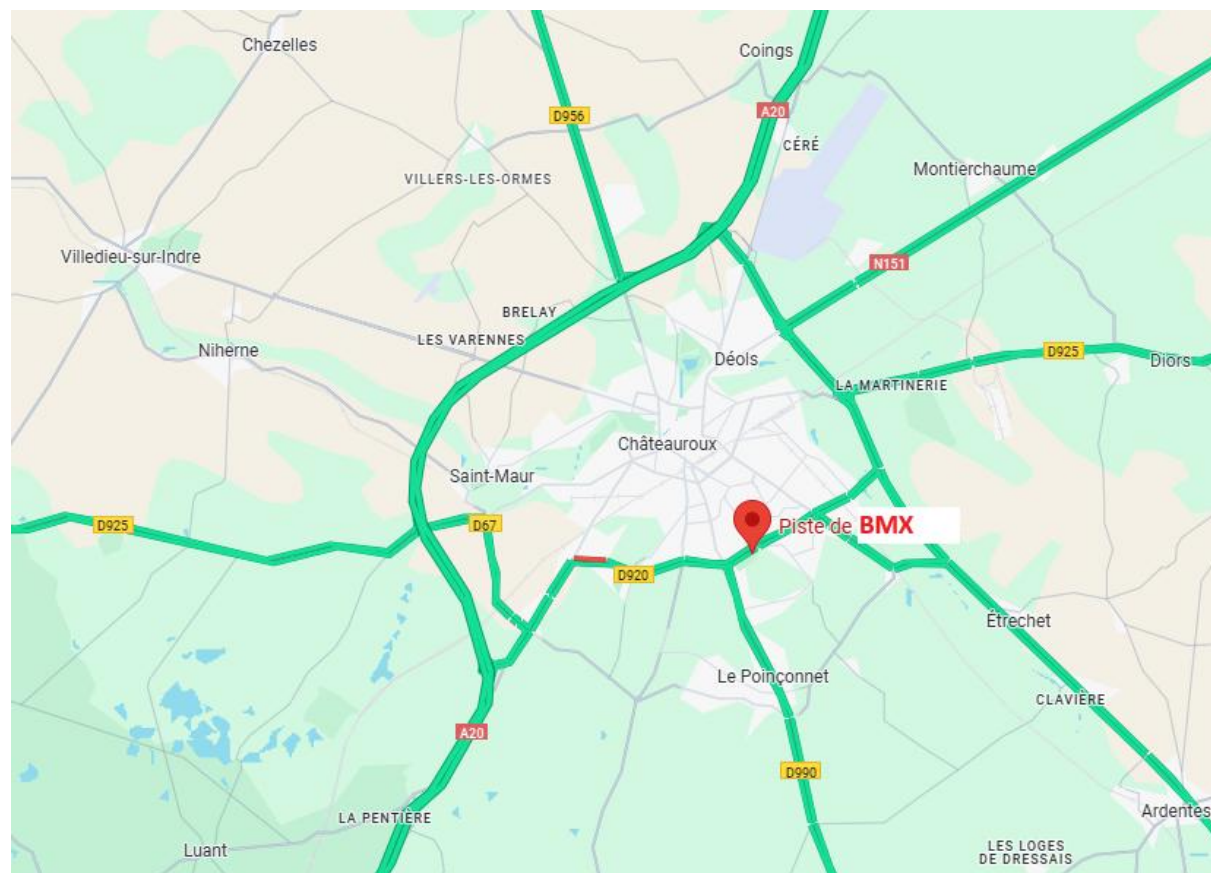 Chezelles
Coings
D956
A20
CÉRÉ
Montierchaume
VILLERS-LES-ORMES
Villedieu-sur-Indre
N151
BRELAY
LES VARENNES
Niherne
Déols
D925
Diors
LA MARTINERIE
Châteauroux
Saint-Maur
D925
D67
Piste de BMX
D920
Étrechet
Le Poinçonnet
CLAVIÈRE
A20
D990
LA PENTIÈRE
Ardentes
Luant
LES LOGES
DE DRESSAIS